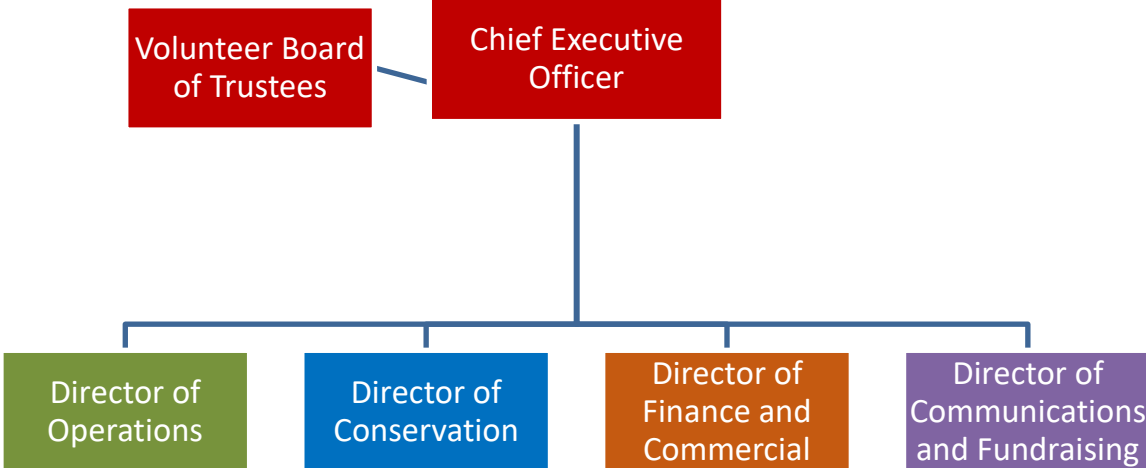 Volunteer Board
of Trustees
Chief Executive
Officer
Director of
Operations
Director of
Conservation
Director of
Finance and
Commercial
Director of
Communications
and Fundraising